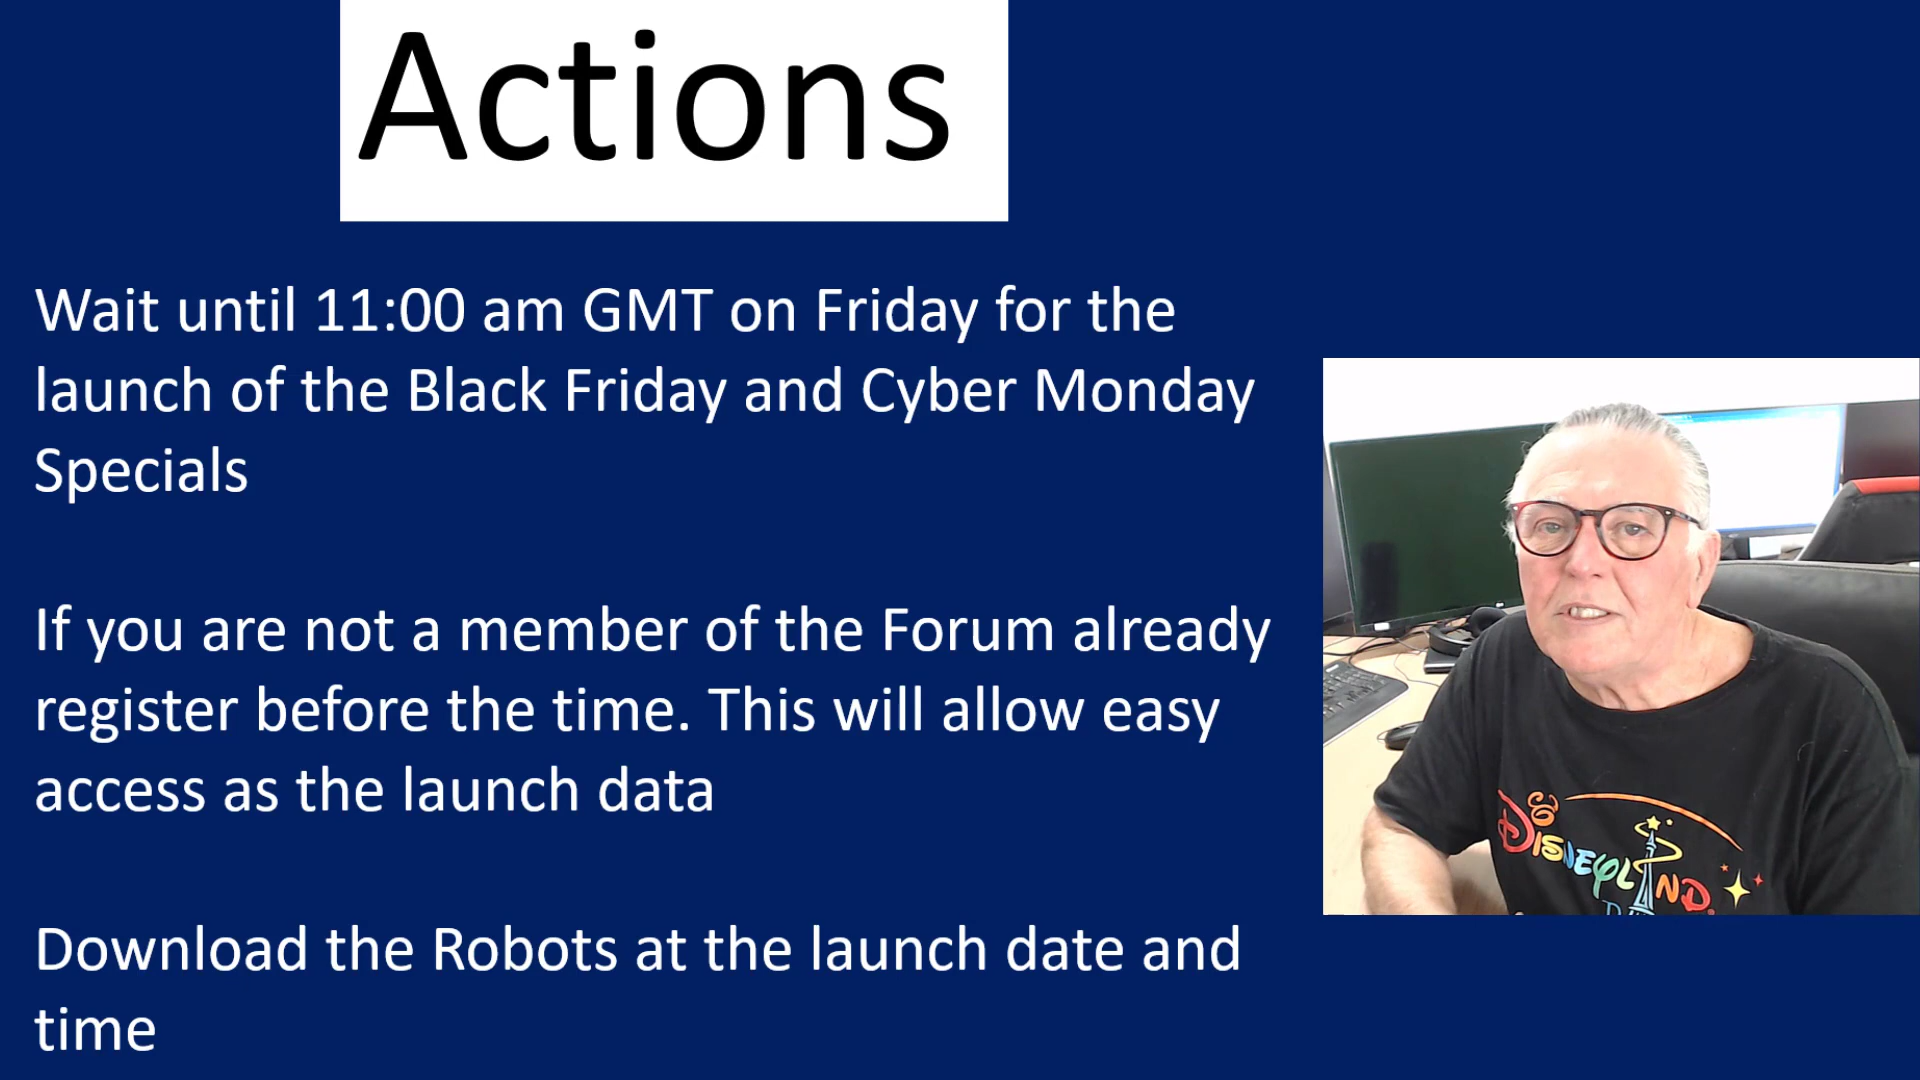 Actions
Wait until 11:00 am GMT on Friday for the
launch of the Black Friday and Cyber Monday
Specials
If you are not a member of the Forum already
register before the time. This will allow easy
access as the launch data
Download the Robots at the launch date and
time
DISNEYLAND